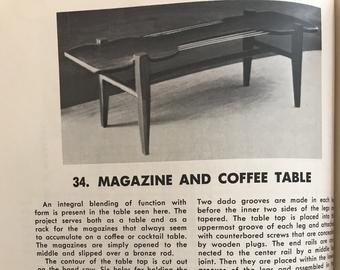 34. MAGAZINE AND COFFEE TABLE
An integral blending of function with
form is present in the table seen here. The
project serves both as a table and as a
rack for the magazines that always seem
to accumulate on a coffee or cocktail table.
The magazines are simply opened to the
middle and slipped over a bronze rod.
The contour of the table top is cut out
on the band saw. Six holes for holding the
Two dado grooves are made in each
before the inner two sides of the legs
tapered. The table top is placed into
uppermost groove of each leg and attached
with counterbored screws that are concealed
by wooden plugs. The end rails are
nected to the center rail by a middle
joint. Then they are placed within the lower
grooves of the legs and assembled in